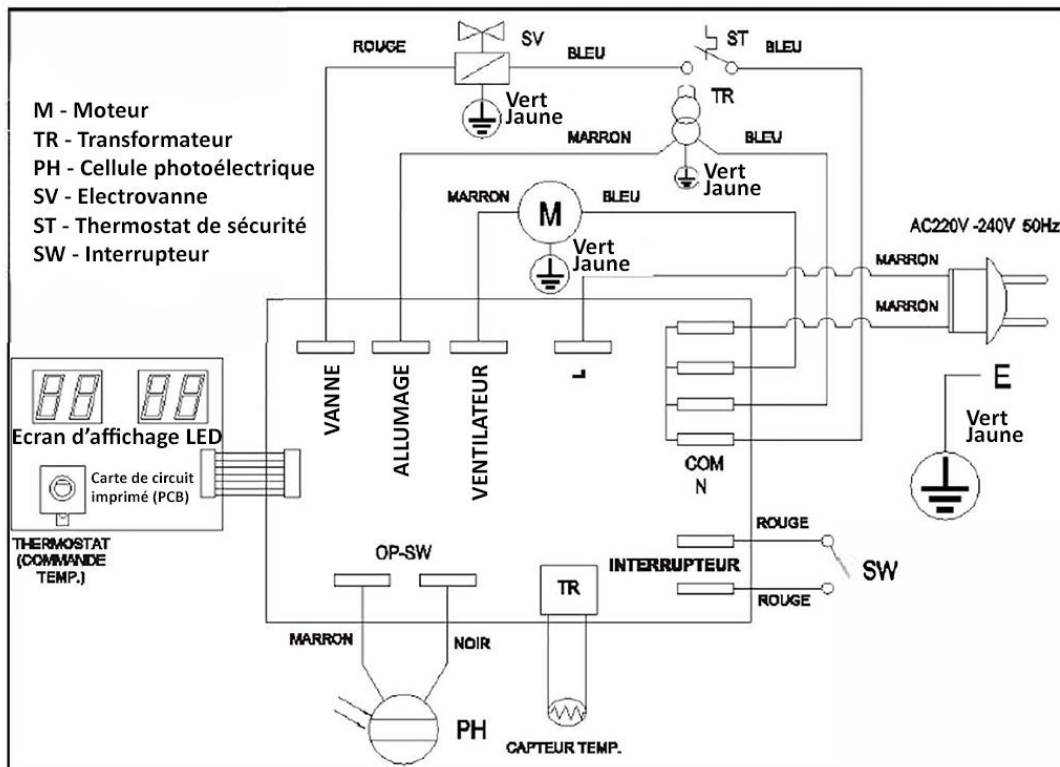 M - Moteur
TR - Transformateur
PH - Cellule photoélectrique
SV - Electrovanne
ST - Thermostat de sécurité
SW - Interrupteur
ROUGE
SV
BLEU
ST
BLEU
Vert
Jaune
TR
MARRON
BLEU
Vert
Jaune
MARRON
M
BLEU
Vert
Jaune
AC220V -240V 50Hz
MARRON
MARRON
E
Vert
Jaune
VANNE
ALLUMAGE
VENTILATEUR
L
COM
N
88 88
Ecran d'affichage LED
Carte de circuit
imprimé (PCB)
THERMOSTAT
(COMMANDE
TEMP.)
OP-SW
TR
INTERRUPTEUR
ROUGE
SW
ROUGE
MARRON
NOIR
PH
CAPTEUR TEMP.